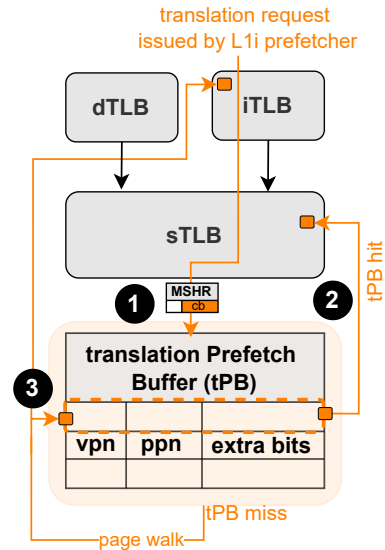 translation request
issued by L1i prefetcher
dTLB
iTLB
sTLB
1
MSHR
cb
2
tPB hit
translation Prefetch
Buffer (tPB)
3
vpn ppn extra bits
tPB miss
page walk